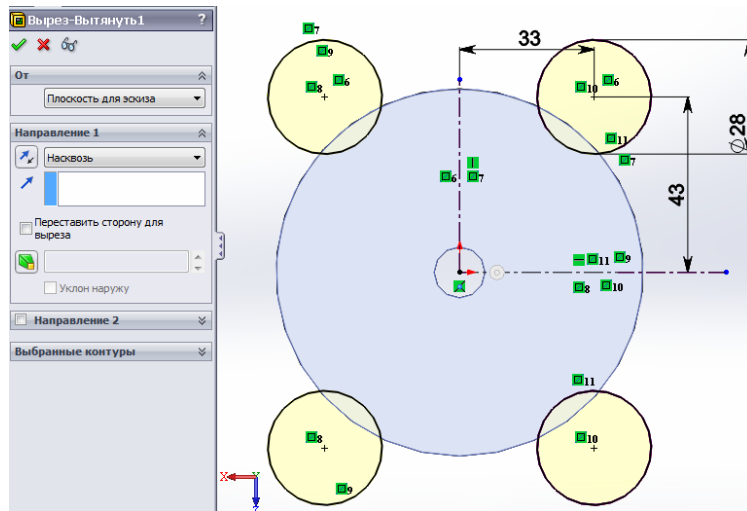 Вырез-Вытянуть1 ?
От
Плоскость для эскиза
Направление 1
Насквозь
Переставить сторону для
выреза
Уклон наружу
Направление 2
Выбранные контуры
7
9
8
6
33
10
6
11
7
⌀28
6
7
43
11
9
8
10
11
8
9
10
X
Y
Z